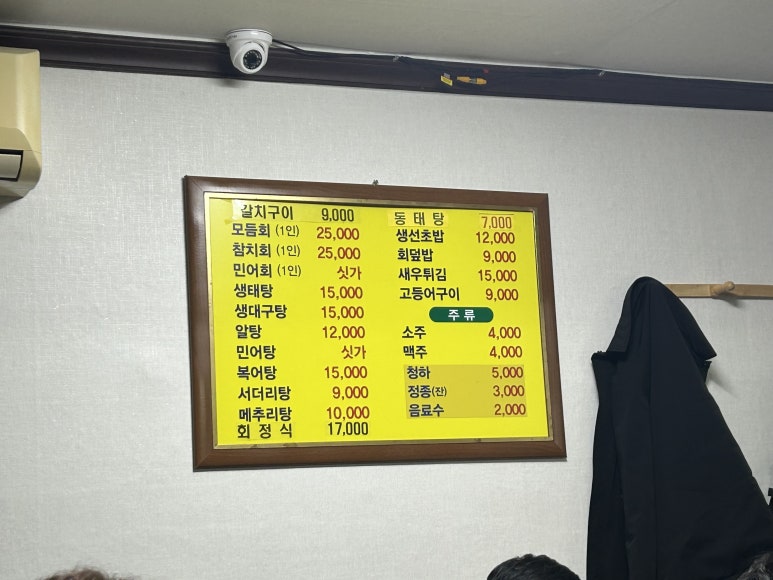 갈치구이 9,000
모듬회 (1인) 25,000
참치회 (1인) 25,000
민어회 (1인) 싯가
생태탕 15,000
생대구탕 15,000
알탕 12,000
민어탕 싯가
복어탕 15,000
서더리탕 9,000
메추리탕 10,000
회 정 식 17,000
동 태 탕 7,000
생선초밥 12,000
회덮밥 9,000
새우튀김 15,000
고등어구이 9,000
주 류
소주 4,000
맥주 4,000
청하 5,000
정종(잔) 3,000
음료수 2,000